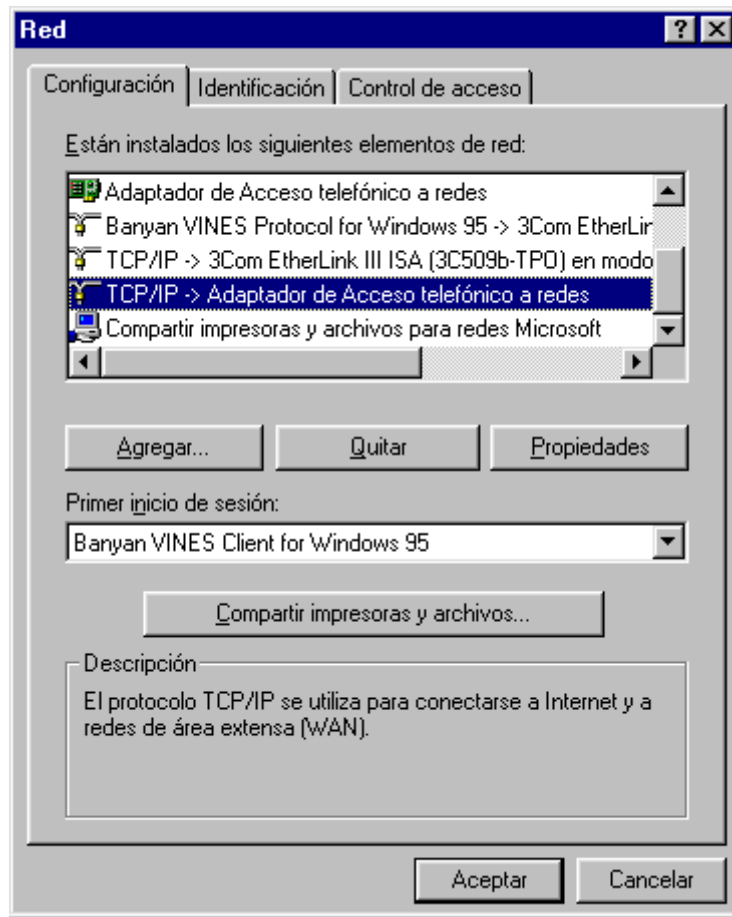 Red
Configuración Identificación Control de acceso
Están instalados los siguientes elementos de red:
Adaptador de Acceso telefónico a redes
Banyan VINES Protocol for Windows 95 -> 3Com EtherLin
TCP/IP -> 3Com EtherLink III ISA (3C509b-TPO) en modo
TCP/IP -> Adaptador de Acceso telefónico a redes
Compartir impresoras y archivos para redes Microsoft
Agregar... Quitar Propiedades
Primer inicio de sesión:
Banyan VINES Client for Windows 95
Compartir impresoras y archivos...
Descripción
El protocolo TCP/IP se utiliza para conectarse a Internet y a
redes de área extensa (WAN).
Aceptar Cancelar